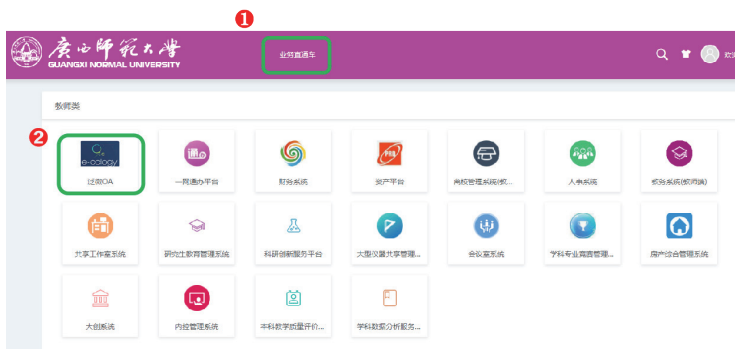 1
广西师范大学
GUANGXI NORMAL UNIVERSITY
业务直通车
教师类
2
e-cology
泛微OA
一网通办平台
财务系统
资产平台
离校管理系统(教...
人事系统
教务系统(教师端)
共享工作室系统
研究生教育管理系统
科研创新服务平台
大型仪器共享管理...
会议室系统
学科专业竞赛管理...
房产综合管理系统
大创系统
内控管理系统
本科教学质量评价...
学科数据分析服务...